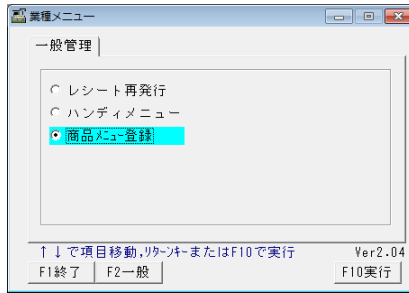 業種メニュー
一般管理
レシート再発行
ハンディメニュー
商品ﾒﾆｭｰ登録
↑↓で項目移動,ﾘﾀｰﾝｷｰまたはF10で実行 Ver2.04
F1終了 F2一般 F10実行